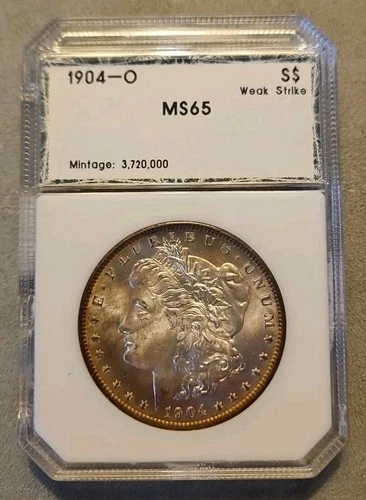 1904–O S$
Weak Strike
MS65
Mintage: 3,720,000
E·PLURIBUS·UNUM
1904